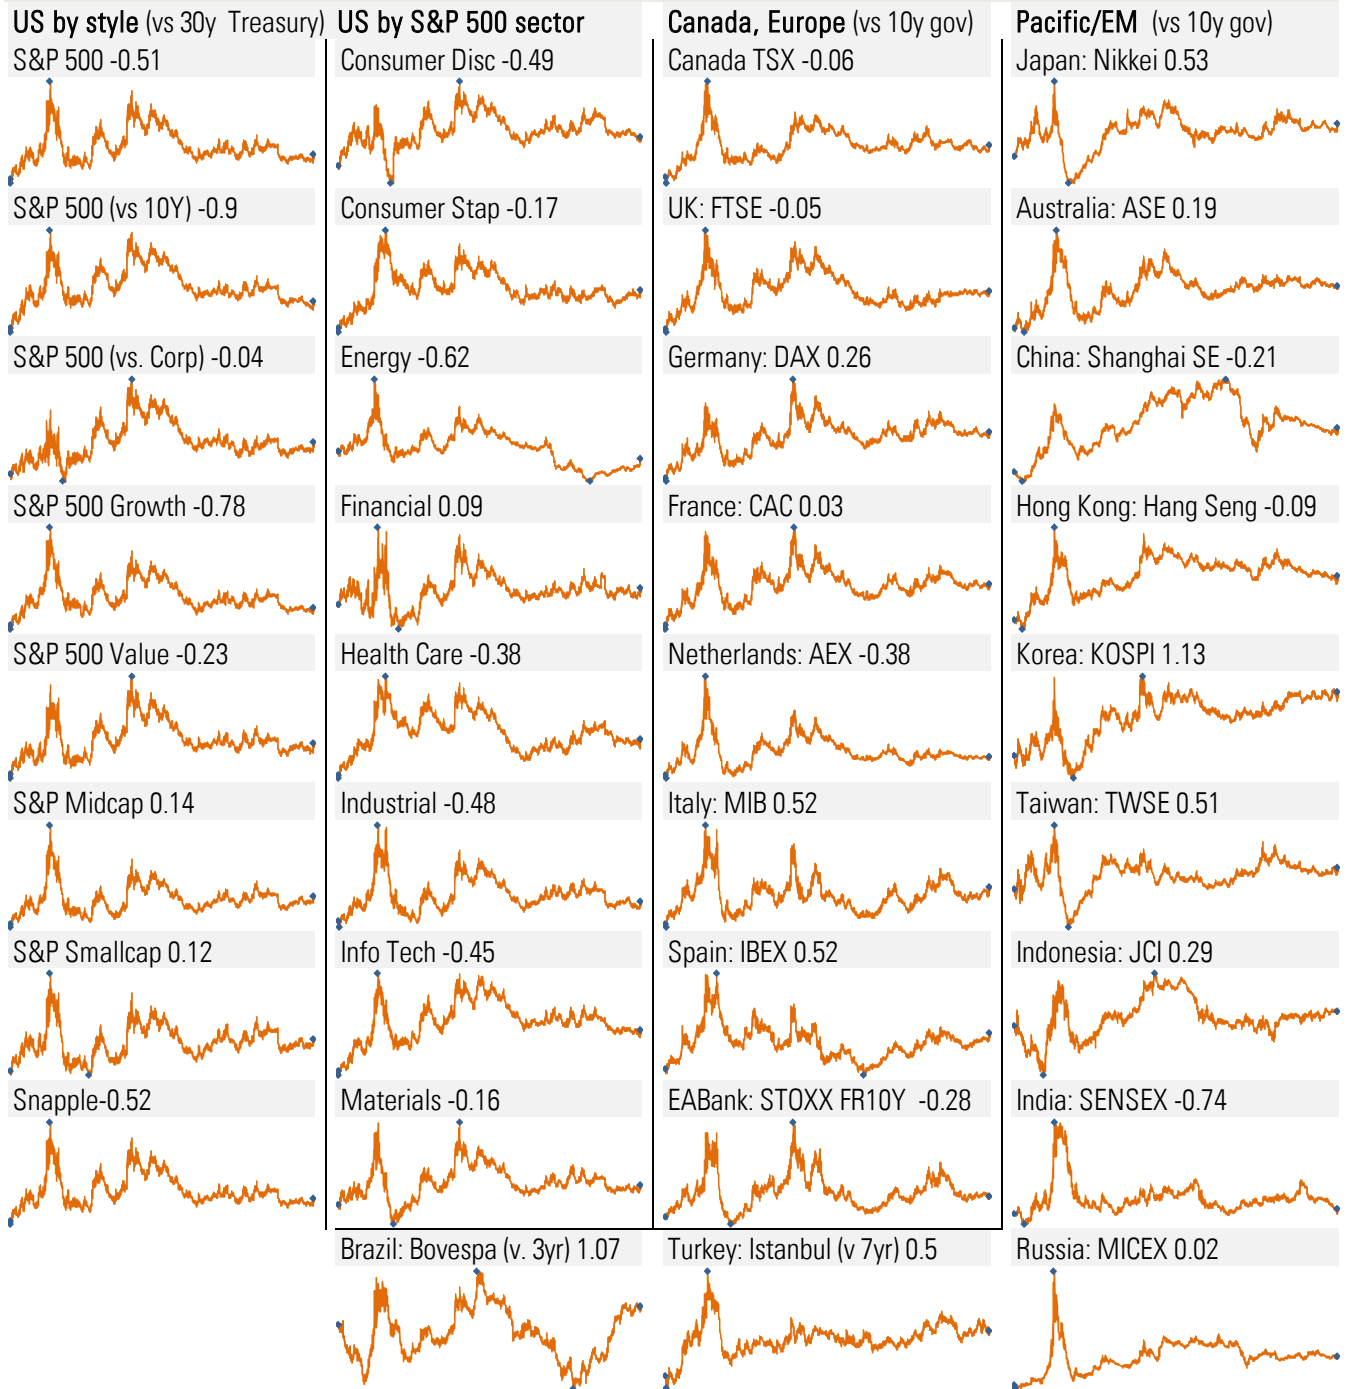 US by style (vs 30y Treasury) US by S&P 500 sector Canada, Europe (vs 10y gov) Pacific/EM (vs 10y gov)
S&P 500 -0.51 Consumer Disc -0.49 Canada TSX -0.06 Japan: Nikkei 0.53
S&P 500 (vs 10Y) -0.9 Consumer Stap -0.17 UK: FTSE -0.05 Australia: ASE 0.19
S&P 500 (vs. Corp) -0.04 Energy -0.62 Germany: DAX 0.26 China: Shanghai SE -0.21
S&P 500 Growth -0.78 Financial 0.09 France: CAC 0.03 Hong Kong: Hang Seng -0.09
S&P 500 Value -0.23 Health Care -0.38 Netherlands: AEX -0.38 Korea: KOSPI 1.13
S&P Midcap 0.14 Industrial -0.48 Italy: MIB 0.52 Taiwan: TWSE 0.51
S&P Smallcap 0.12 Info Tech -0.45 Spain: IBEX 0.52 Indonesia: JCI 0.29
Snapple-0.52 Materials -0.16 EABank: STOXX FR10Y -0.28 India: SENSEX -0.74
Brazil: Bovespa (v. 3yr) 1.07 Turkey: Istanbul (v 7yr) 0.5 Russia: MICEX 0.02